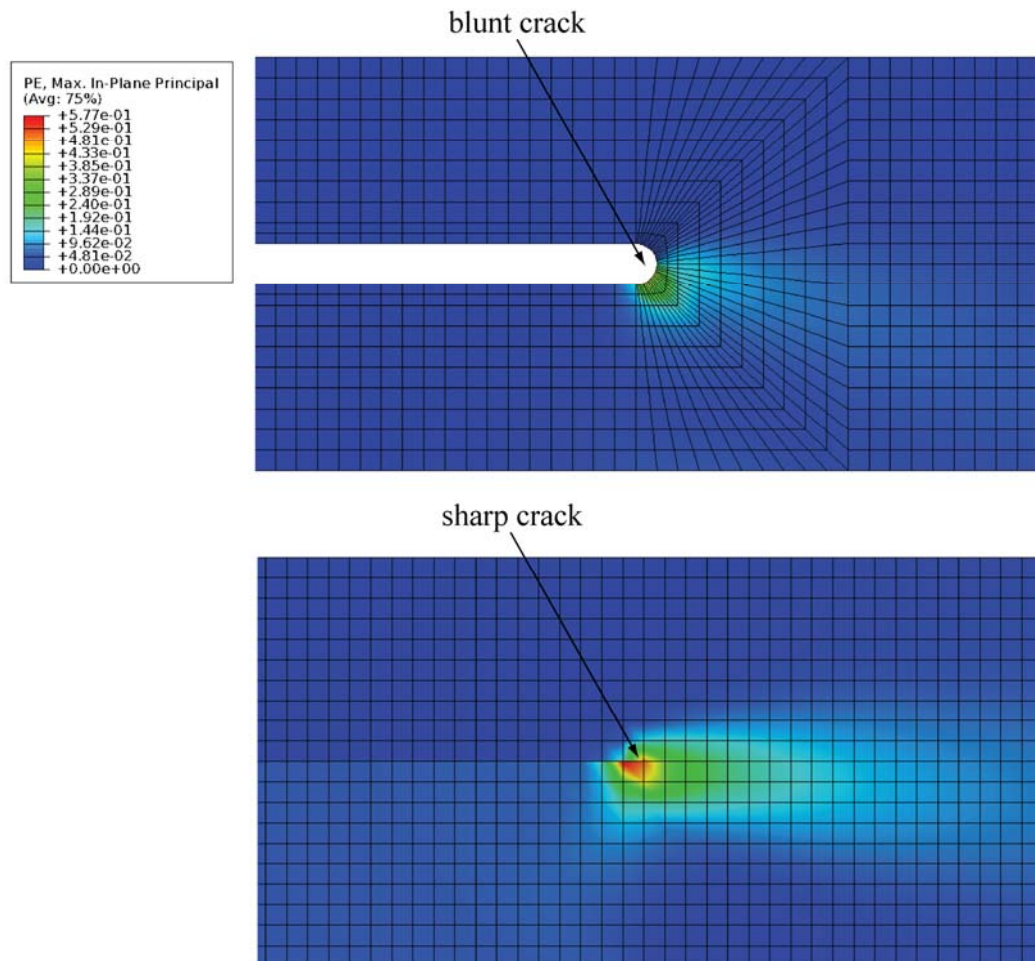 blunt crack
PE, Max. In-Plane Principal
(Avg: 75%)
+5.77e-01
+5.29e-01
+4.81e-01
+4.33e-01
+3.85e-01
+3.37e-01
+2.89e-01
+2.40e-01
+1.92e-01
+1.44e-01
+9.62e-02
+4.81e-02
+0.00e+00
sharp crack